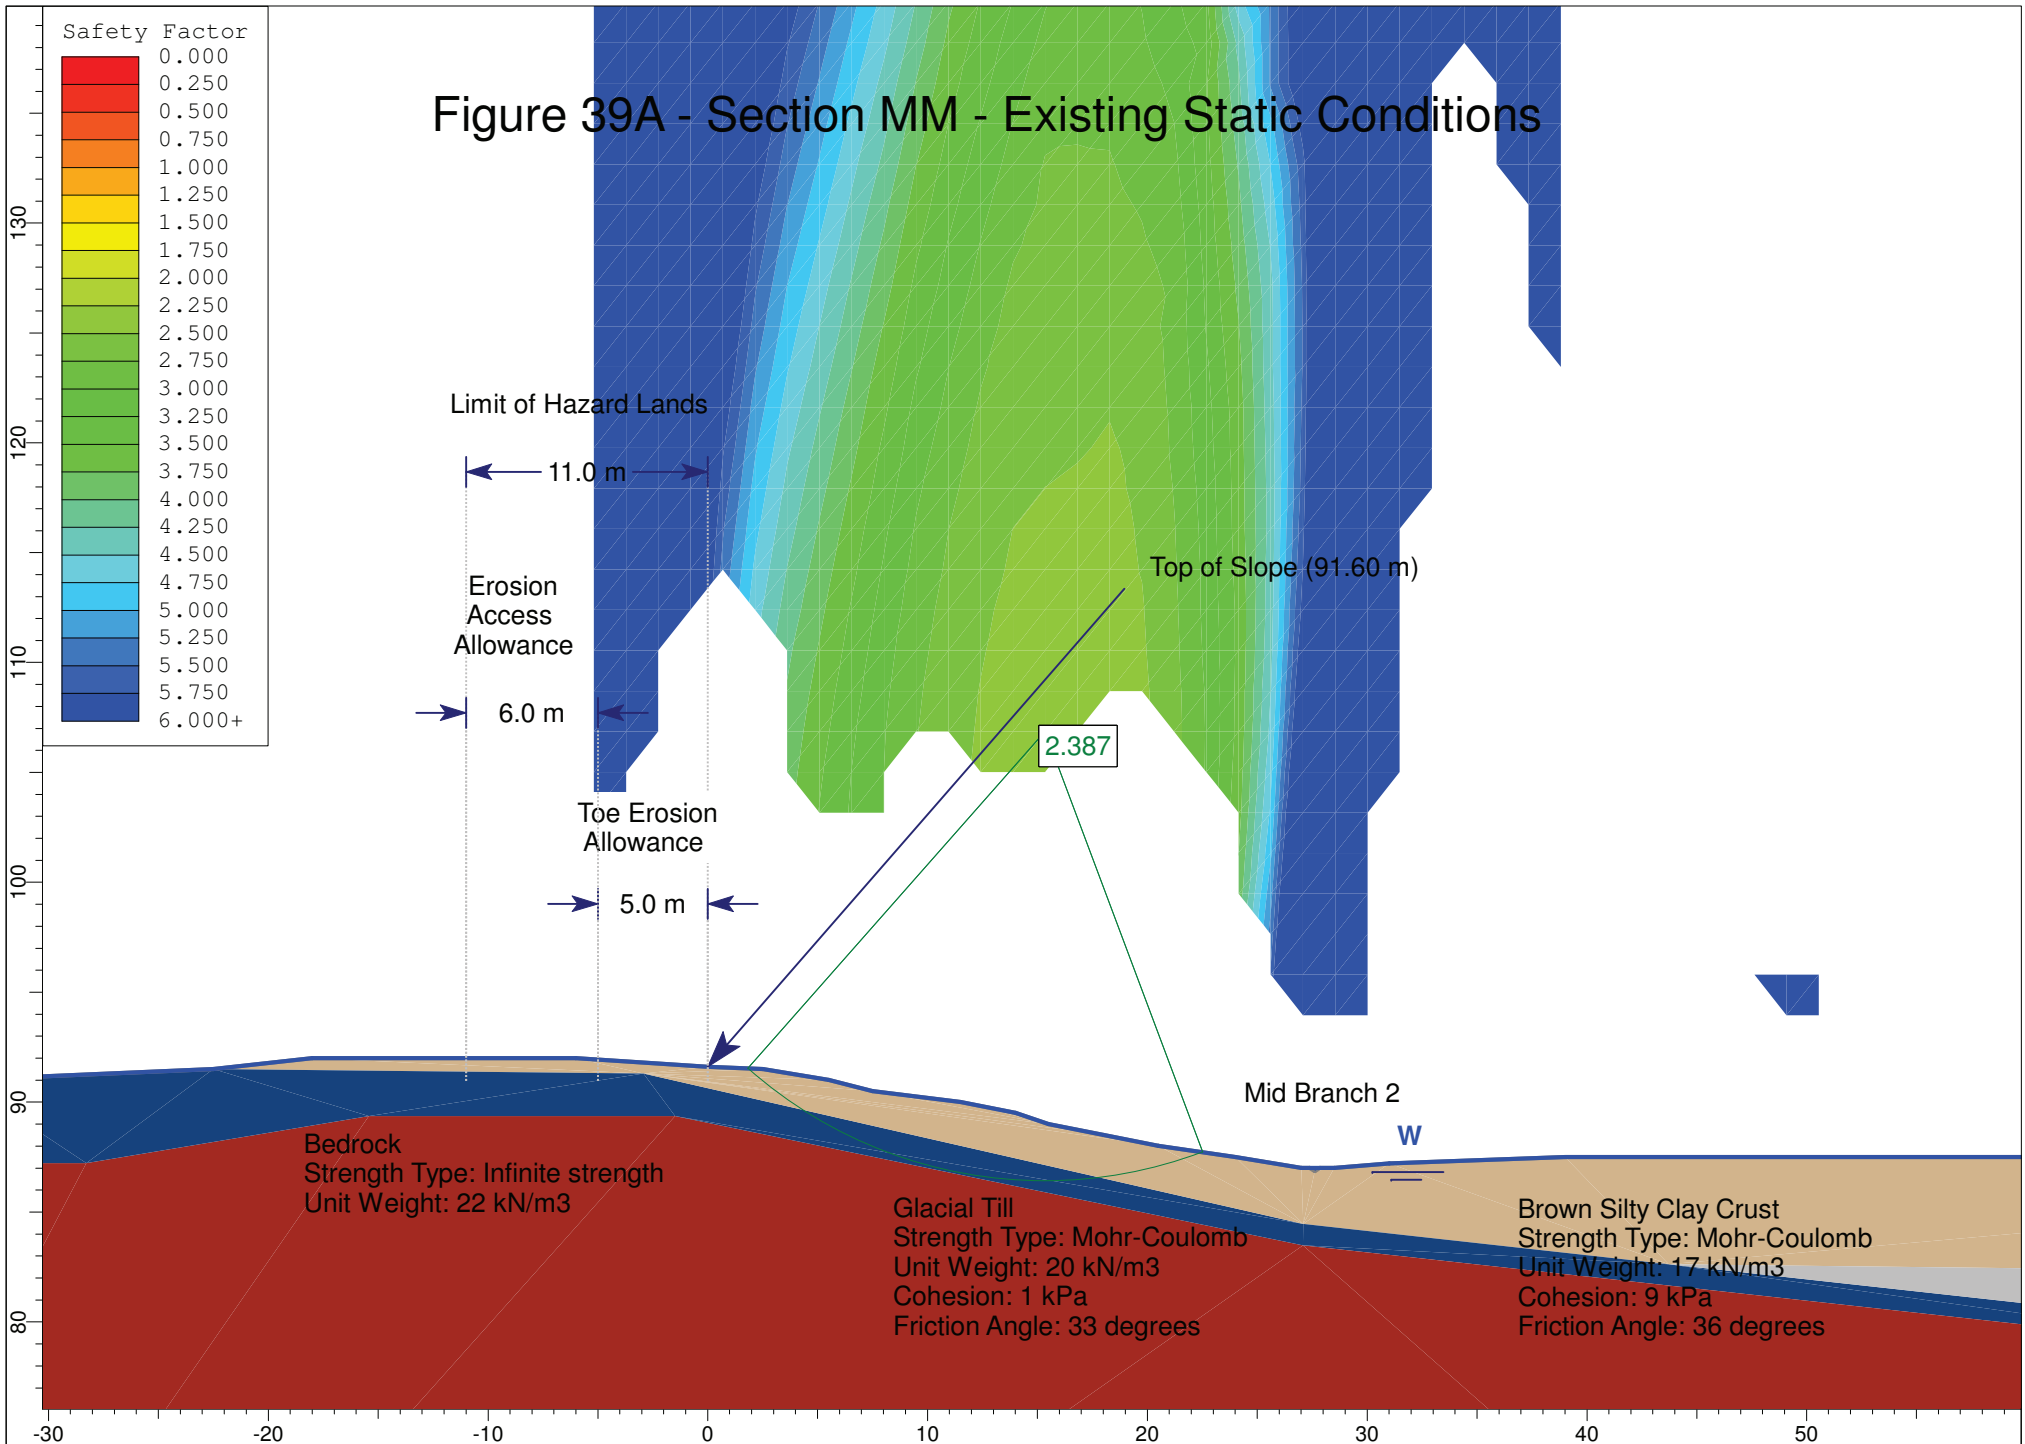 Safety Factor
0.000
0.250
0.500
0.750
1.000
1.250
1.500
1.750
2.000
2.250
2.500
2.750
3.000
3.250
3.500
3.750
4.000
4.250
4.500
4.750
5.000
5.250
5.500
5.750
6.000+
Figure 39A - Section MM - Existing Static Conditions
Limit of Hazard Lands
11.0 m
Erosion
Access
Allowance
6.0 m
Toe Erosion
Allowance
5.0 m
Top of Slope (91.60 m)
2.387
Mid Branch 2
W
Bedrock
Strength Type: Infinite strength
Unit Weight: 22 kN/m3
Glacial Till
Strength Type: Mohr-Coulomb
Unit Weight: 20 kN/m3
Cohesion: 1 kPa
Friction Angle: 33 degrees
Brown Silty Clay Crust
Strength Type: Mohr-Coulomb
Unit Weight: 17 kN/m3
Cohesion: 9 kPa
Friction Angle: 36 degrees
130
120
110
100
90
80
-30
-20
-10
0
10
20
30
40
50